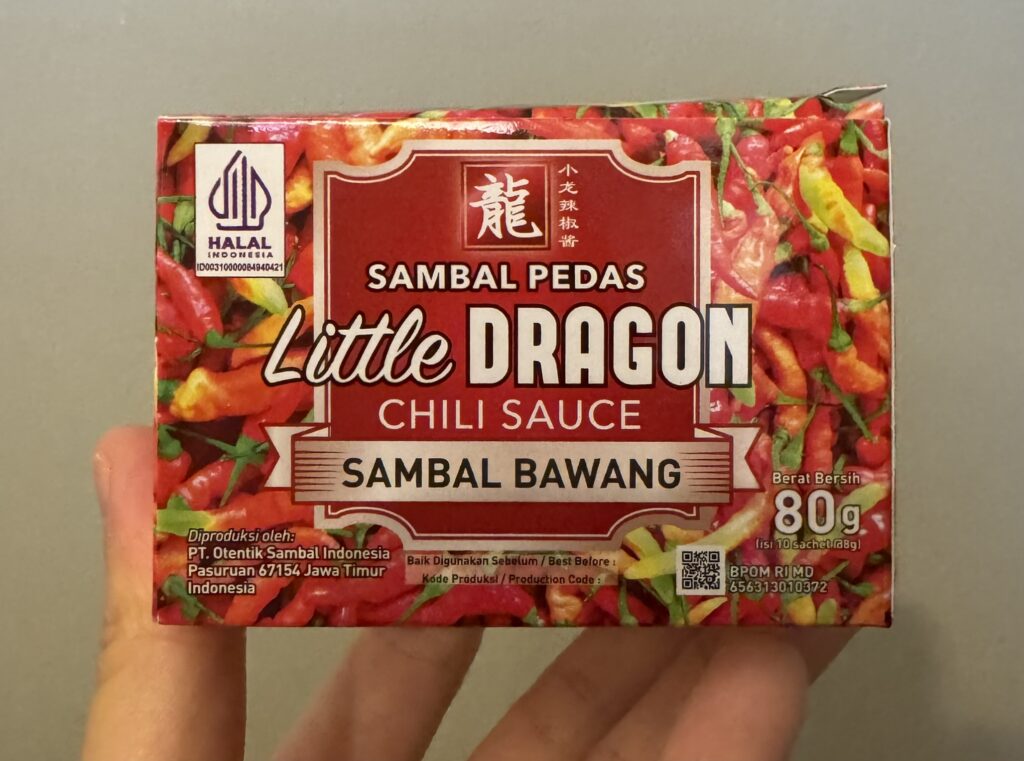 HALAL
INDONESIA
ID00310000084940421
龍
小龙辣椒酱
SAMBAL PEDAS
Little DRAGON
CHILI SAUCE
SAMBAL BAWANG
Berat Bersih
80g
(isi 10 sachet @8g)
Diproduksi oleh:
PT. Otentik Sambal Indonesia
Pasuruan 67154 Jawa Timur
Indonesia
Baik Digunakan Sebelum / Best Before :
Kode Produksi / Production Code :
BPOM RI MD
656313010372